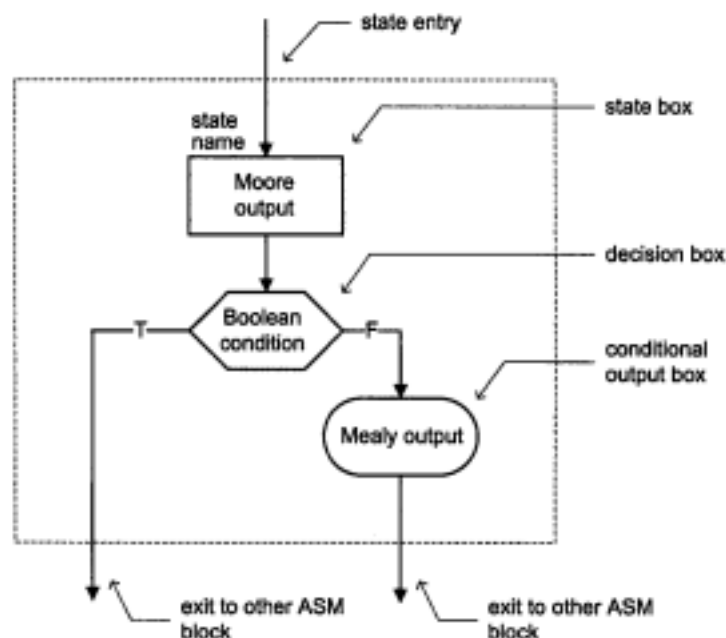 state entry
state
name
state box
Moore
output
decision box
Boolean
condition
T
F
conditional
output box
Mealy output
exit to other ASM
block
exit to other ASM
block